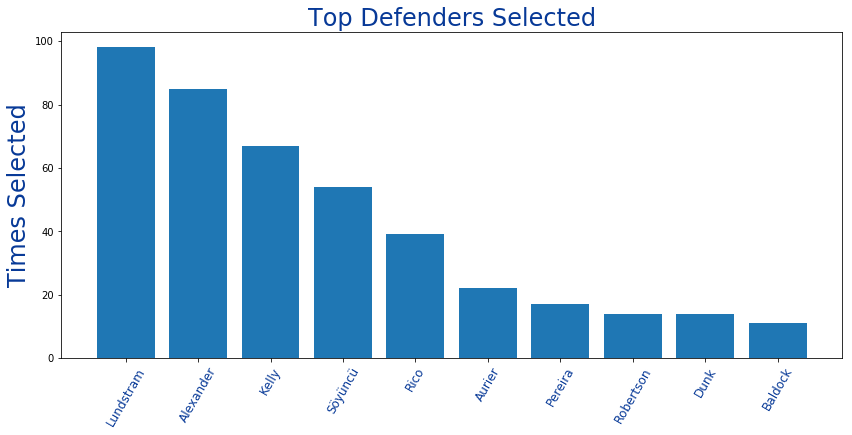 Top Defenders Selected
Times Selected
100
80
60
40
20
0
Lundstram
Alexander
Kelly
Söyüncü
Rico
Aurier
Pereira
Robertson
Dunk
Baldock